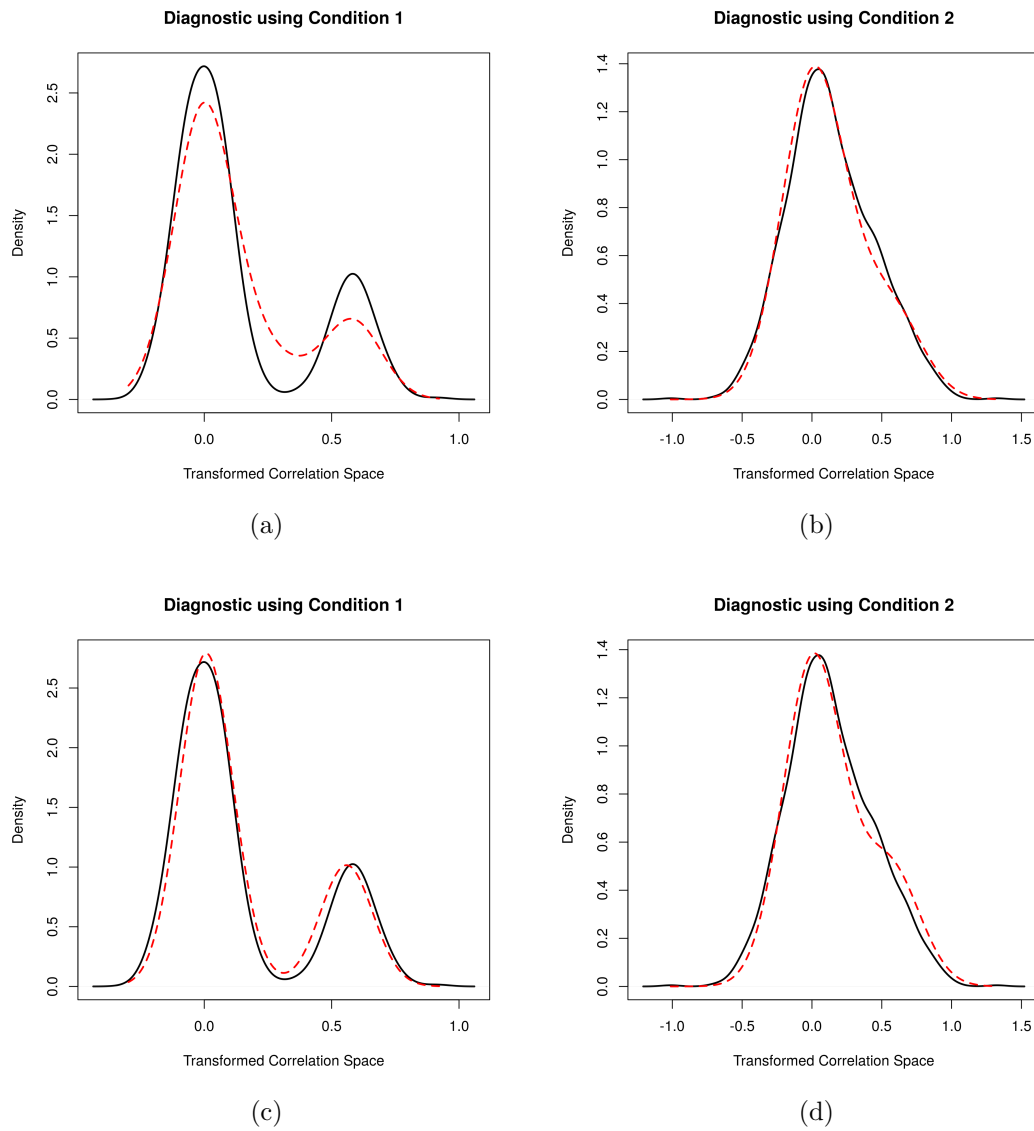 Diagnostic using Condition 1
Density
0.0 0.5 1.0 1.5 2.0 2.5
0.0 0.5 1.0
Transformed Correlation Space
(a)
Diagnostic using Condition 2
Density
0.0 0.2 0.4 0.6 0.8 1.0 1.2 1.4
-1.0 -0.5 0.0 0.5 1.0 1.5
Transformed Correlation Space
(b)
Diagnostic using Condition 1
Density
0.0 0.5 1.0 1.5 2.0 2.5
0.0 0.5 1.0
Transformed Correlation Space
(c)
Diagnostic using Condition 2
Density
0.0 0.2 0.4 0.6 0.8 1.0 1.2 1.4
-1.0 -0.5 0.0 0.5 1.0 1.5
Transformed Correlation Space
(d)